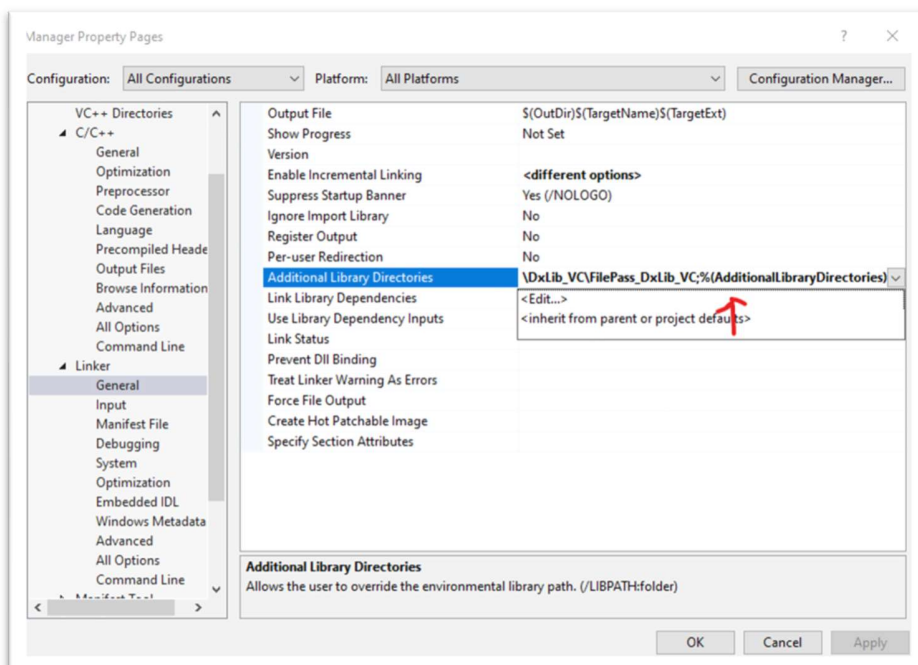 Manager Property Pages
?
Configuration: All Configurations Platform: All Platforms Configuration Manager...
VC++ Directories
C/C++
General
Optimization
Preprocessor
Code Generation
Language
Precompiled Heade
Output Files
Browse Information
Advanced
All Options
Command Line
Linker
General
Input
Manifest File
Debugging
System
Optimization
Embedded IDL
Windows Metadata
Advanced
All Options
Command Line
Manifest Tool
Output File $(OutDir)$(TargetName)$(TargetExt)
Show Progress Not Set
Version
Enable Incremental Linking <different options>
Suppress Startup Banner Yes (/NOLOGO)
Ignore Import Library No
Register Output No
Per-user Redirection No
Additional Library Directories \DxLib_VC\FilePass_DxLib_VC;%(AdditionalLibraryDirectories)
Link Library Dependencies <Edit...>
Use Library Dependency Inputs <inherit from parent or project defaults>
Link Status
Prevent Dll Binding
Treat Linker Warning As Errors
Force File Output
Create Hot Patchable Image
Specify Section Attributes
Additional Library Directories
Allows the user to override the environmental library path. (/LIBPATH:folder)
OK Cancel Apply